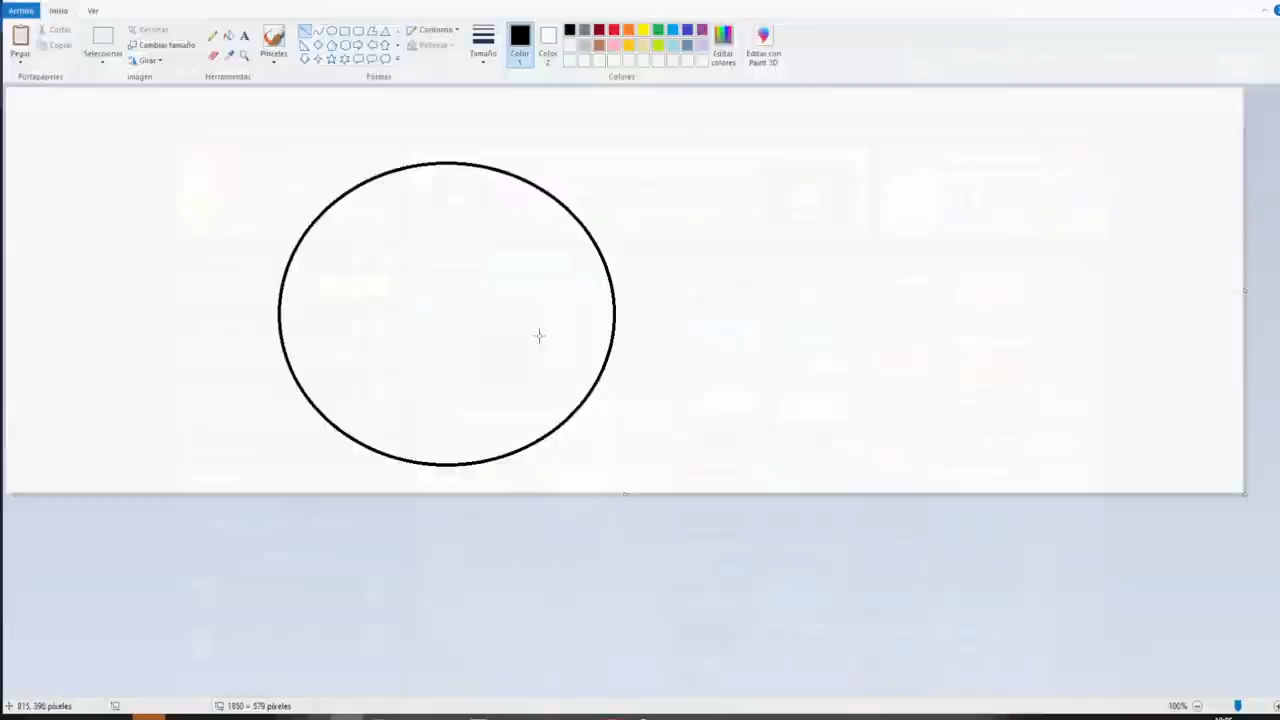 Archivo Inicio Ver
Pegar
Cortar
Copiar
Portapapeles
Seleccionar
Recortar
Cambiar tamaño
Girar
Imagen
A
Herramientas
Pinceles
Formas
Contorno
Rellenar
Tamaño
Color
1
Color
2
Editar
colores
Editar con
Paint 3D
Colores
815, 396 píxeles
1850 × 579 píxeles
100%